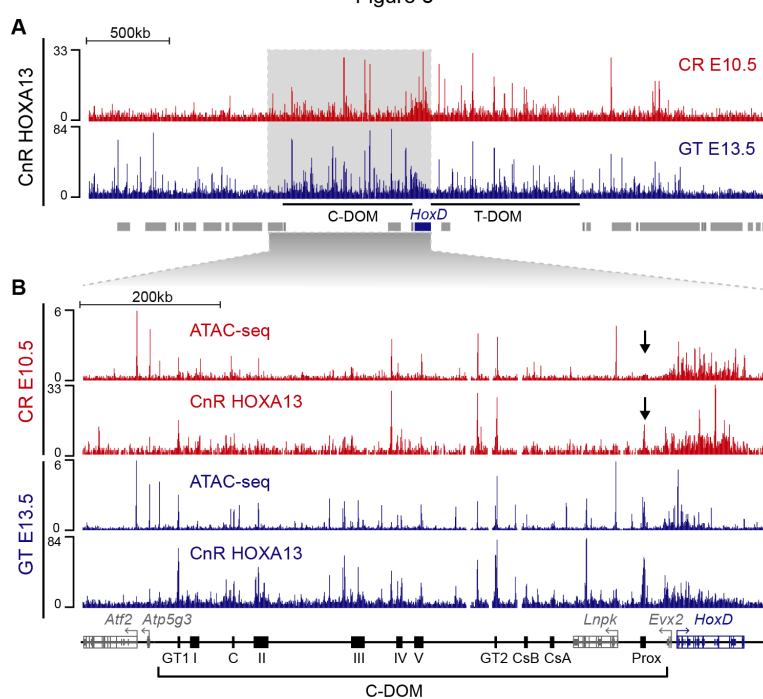 A
500kb
CnR HOXA13
33
0
CR E10.5
84
0
GT E13.5
C-DOM
HoxD
T-DOM
B
200kb
CR E10.5
6
0
ATAC-seq
33
0
CnR HOXA13
GT E13.5
6
0
ATAC-seq
84
0
CnR HOXA13
Atf2 Atp5g3 Lnpk Evx2 HoxD
GT1 I C II III IV V GT2 CsB CsA Prox
C-DOM